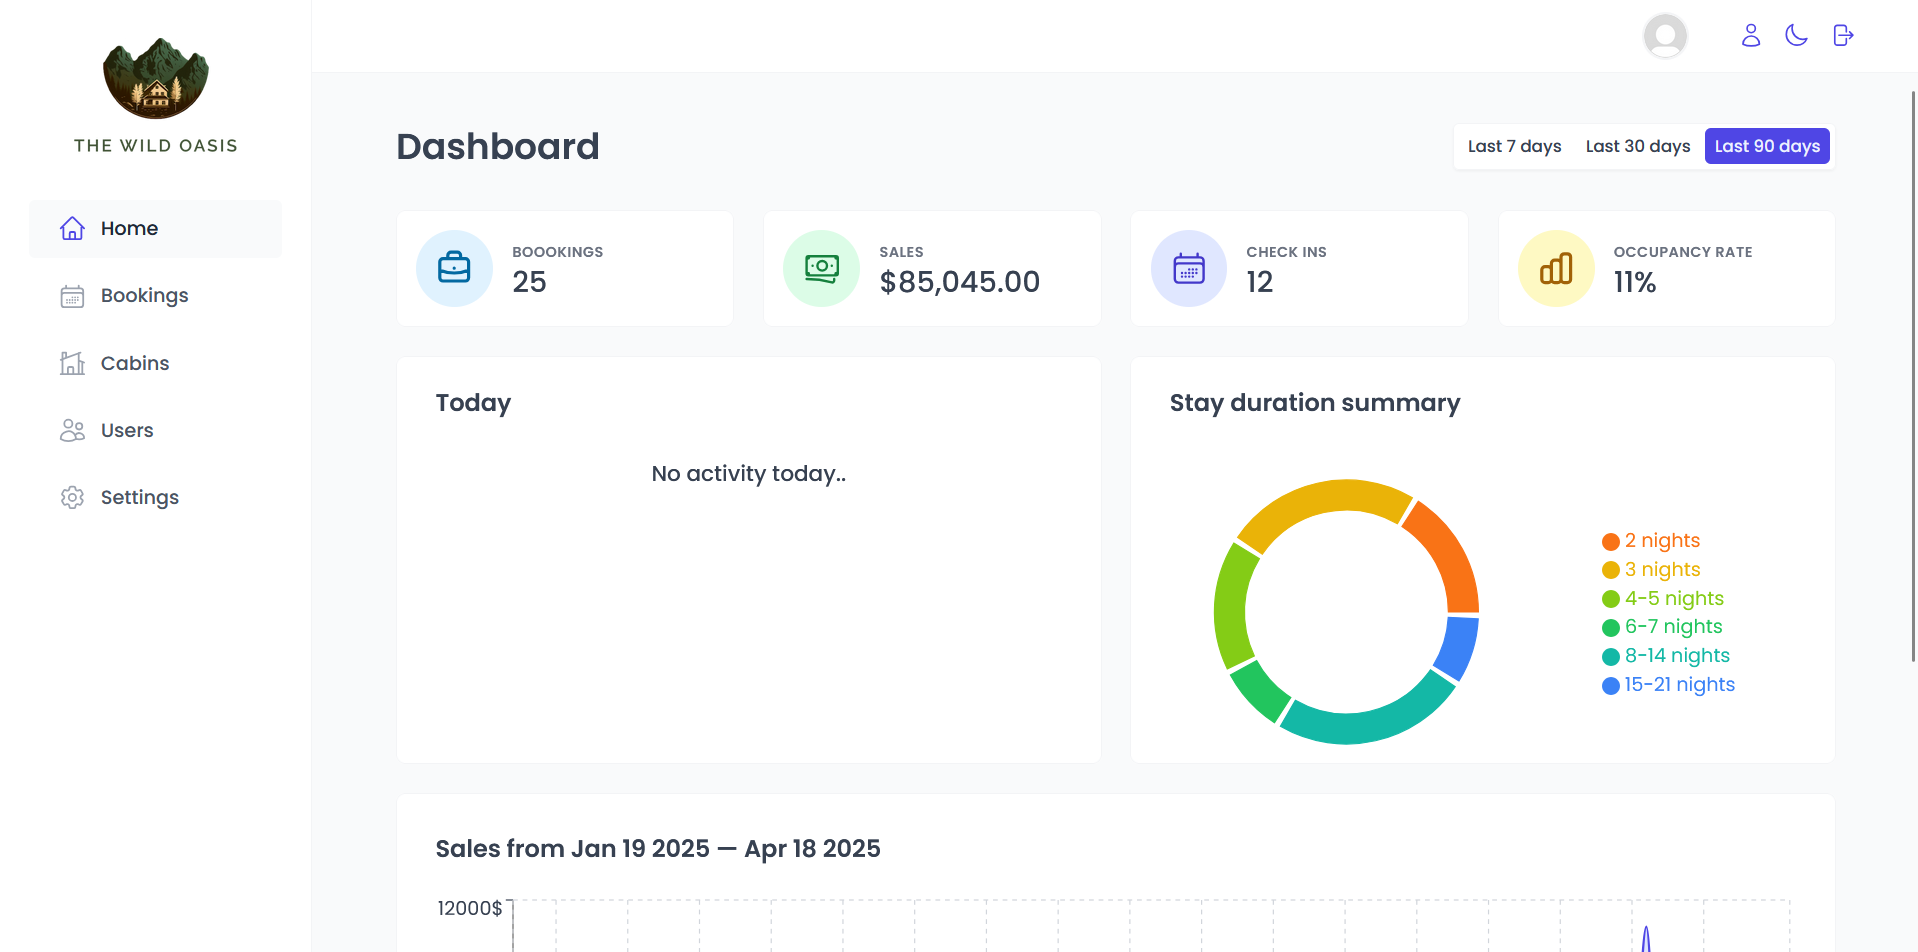 THE WILD OASIS
Home
Bookings
Cabins
Users
Settings
Dashboard
Last 7 days
Last 30 days
Last 90 days
BOOOKINGS
25
SALES
$85,045.00
CHECK INS
12
OCCUPANCY RATE
11%
Today
No activity today..
Stay duration summary
2 nights
3 nights
4-5 nights
6-7 nights
8-14 nights
15-21 nights
Sales from Jan 19 2025 — Apr 18 2025
12000$